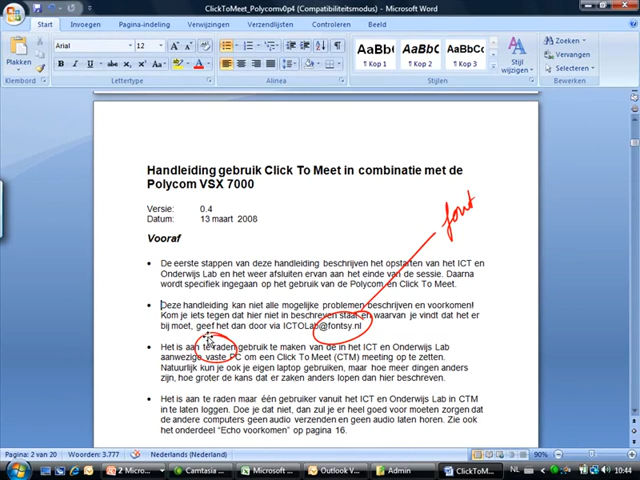 ClickToMeet_Polycomv0p4 (Compatibiliteitsmodus) - Microsoft Word
Start Invoegen Pagina-indeling Verwijzingen Verzendlijsten Controleren Beeld
Plakken
Arial 12
B I U
AaBbC AaBbC AaBbC
¶ Kop 1 ¶ Kop 2 ¶ Kop 3
Snel stijlen wijzigen
Zoeken
Vervangen
Selecteren
Klembord Lettertype Alinea Stijlen Bewerken
Handleiding gebruik Click To Meet in combinatie met de
Polycom VSX 7000
Versie: 0.4
Datum: 13 maart 2008
Vooraf
font
• De eerste stappen van deze handleiding beschrijven het opstarten van het ICT en
Onderwijs Lab en het weer afsluiten ervan aan het einde van de sessie. Daarna
wordt specifiek ingegaan op het gebruik van de Polycom en Click To Meet.
• Deze handleiding kan niet alle mogelijke problemen beschrijven en voorkomen!
Kom je iets tegen dat hier niet in beschreven staat en waarvan je vindt dat het er
bij moet, geef het dan door via ICTOLab@fontsy.nl
• Het is aan te raden gebruik te maken van de in het ICT en Onderwijs Lab
aanwezige vaste PC om een Click To Meet (CTM) meeting op te zetten.
Natuurlijk kun je ook je eigen laptop gebruiken, maar hoe meer dingen anders
zijn, hoe groter de kans dat er zaken anders lopen dan hier beschreven.
• Het is aan te raden maar één gebruiker vanuit het ICT en Onderwijs Lab in CTM
in te laten loggen. Doe je dat niet, dan zul je er heel goed voor moeten zorgen dat
de andere computers geen audio verzenden en geen audio laten horen. Zie ook
het onderdeel "Echo voorkomen" op pagina 16.
Pagina: 2 van 20 Woorden: 3.777 Nederlands (Nederland) 90%
Start 2 Micros... Camtasia Microsoft E... Outlook V... Admin ClickToMee... NL 10:44